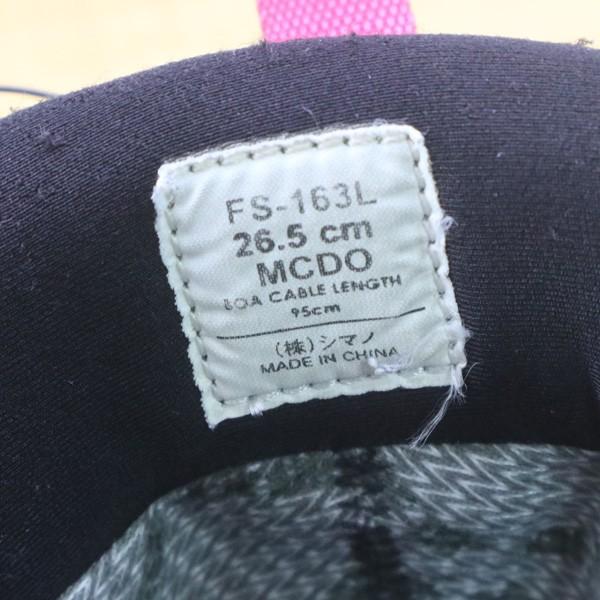 FS-163L
26.5 cm
MCDO
BOA CABLE LENGTH
95cm
(株)シマノ
MADE IN CHINA